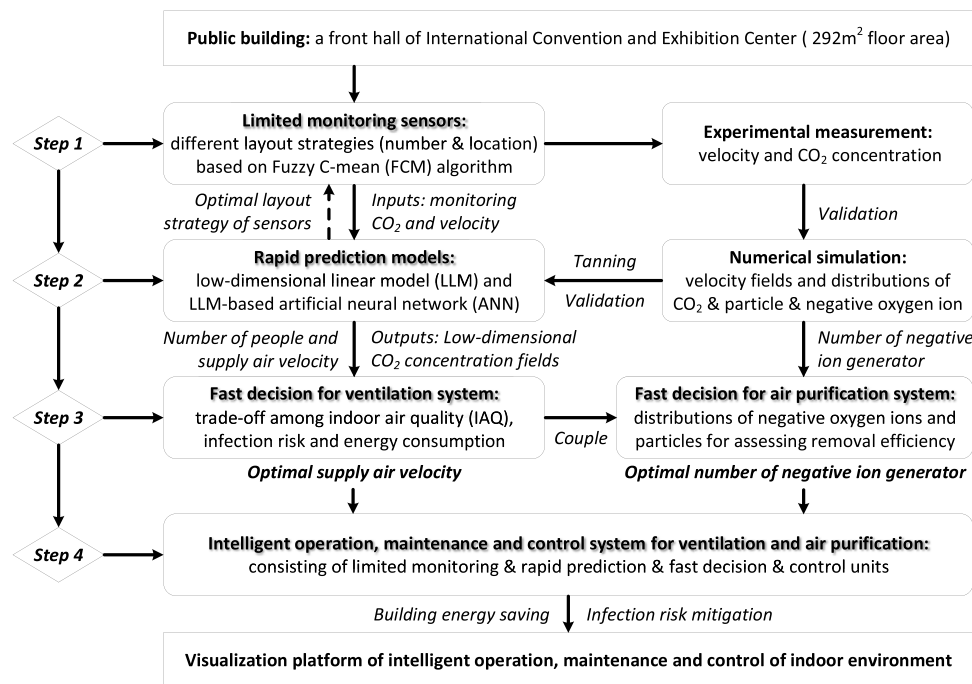 Public building: a front hall of International Convention and Exhibition Center ( 292m² floor area)
Step 1
Limited monitoring sensors:
different layout strategies (number & location)
based on Fuzzy C-mean (FCM) algorithm
Experimental measurement:
velocity and CO₂ concentration
Optimal layout
strategy of sensors
Inputs: monitoring
CO₂ and velocity
Validation
Step 2
Rapid prediction models:
low-dimensional linear model (LLM) and
LLM-based artificial neural network (ANN)
Tanning
Validation
Numerical simulation:
velocity fields and distributions of
CO₂ & particle & negative oxygen ion
Number of people and
supply air velocity
Outputs: Low-dimensional
CO₂ concentration fields
Number of negative
ion generator
Step 3
Fast decision for ventilation system:
trade-off among indoor air quality (IAQ),
infection risk and energy consumption
Couple
Fast decision for air purification system:
distributions of negative oxygen ions and
particles for assessing removal efficiency
Optimal supply air velocity
Optimal number of negative ion generator
Step 4
Intelligent operation, maintenance and control system for ventilation and air purification:
consisting of limited monitoring & rapid prediction & fast decision & control units
Building energy saving
Infection risk mitigation
Visualization platform of intelligent operation, maintenance and control of indoor environment